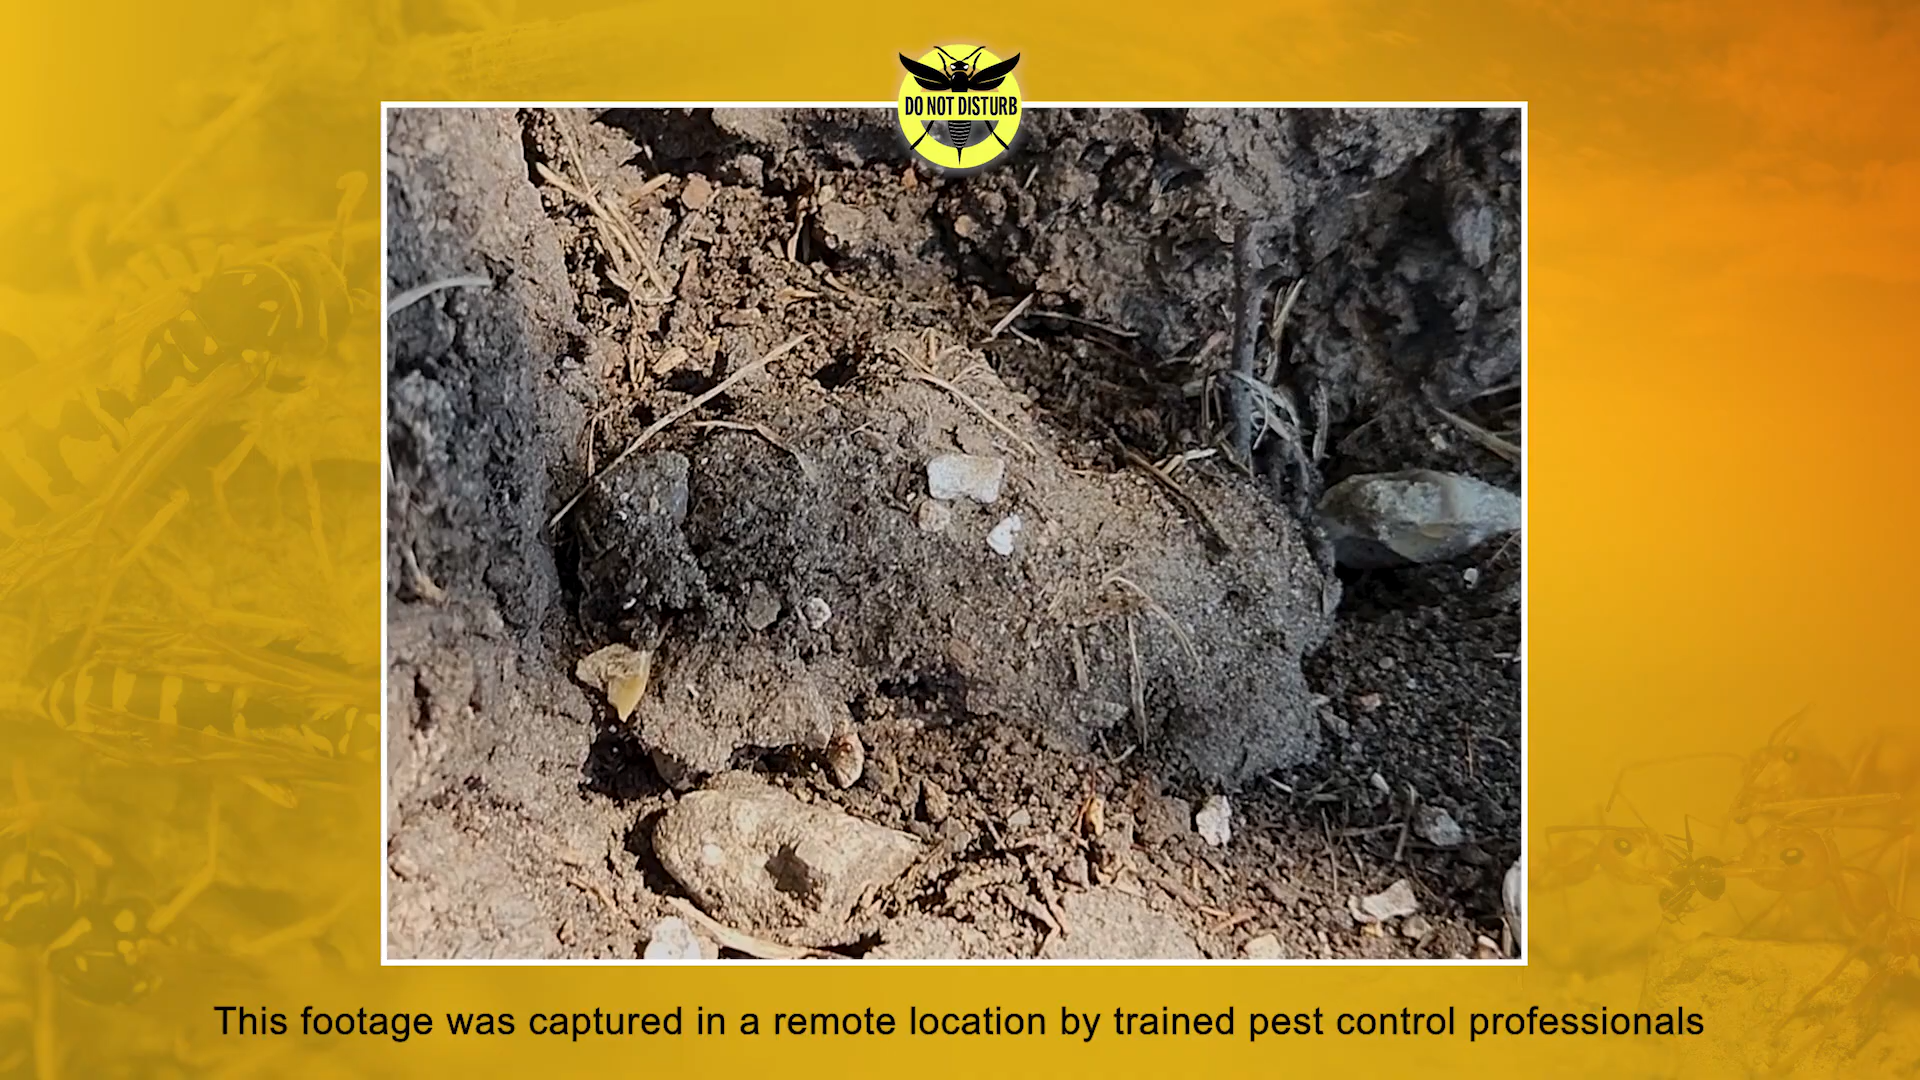 DO NOT DISTURB
This footage was captured in a remote location by trained pest control professionals